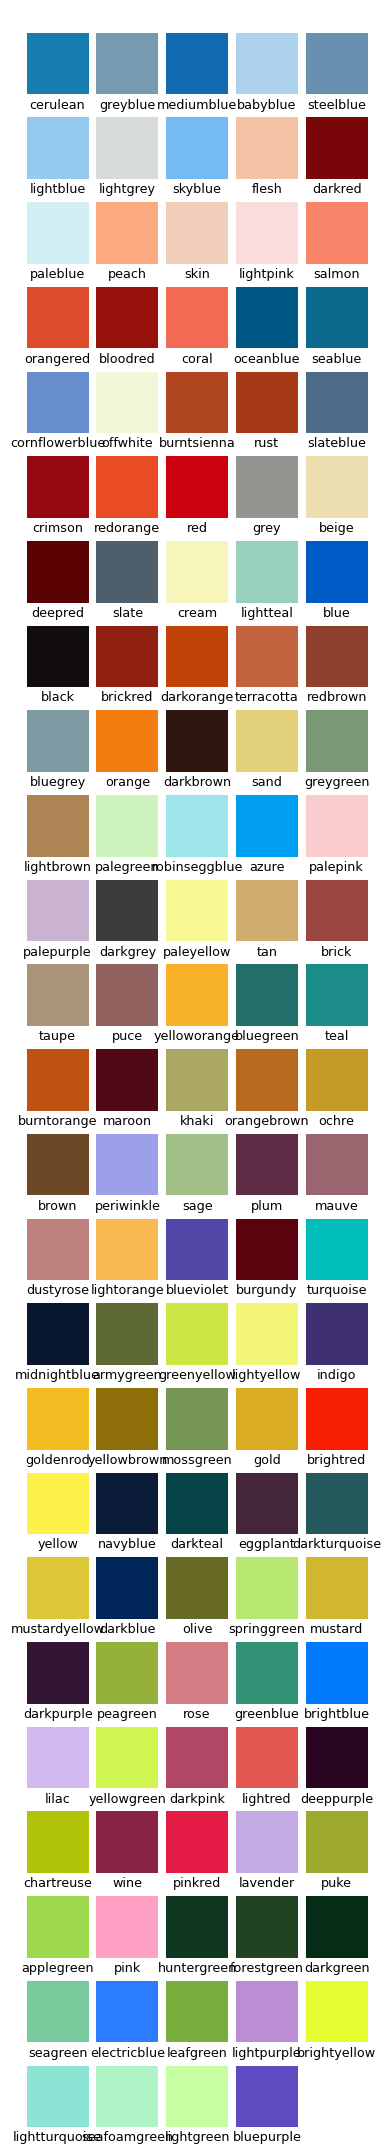 cerulean greyblue mediumblue babyblue steelblue
lightblue lightgrey skyblue flesh darkred
paleblue peach skin lightpink salmon
orangered bloodred coral oceanblue seablue
cornflowerblue offwhite burntsienna rust slateblue
crimson redorange red grey beige
deepred slate cream lightteal blue
black brickred darkorange terracotta redbrown
bluegrey orange darkbrown sand greygreen
lightbrown palegreen robinseggblue azure palepink
palepurple darkgrey paleyellow tan brick
taupe puce yelloworange bluegreen teal
burntorange maroon khaki orangebrown ochre
brown periwinkle sage plum mauve
dustyrose lightorange blueviolet burgundy turquoise
midnightblue armygreen greenyellow lightyellow indigo
goldenrod yellowbrown mossgreen gold brightred
yellow navyblue darkteal eggplant darkturquoise
mustardyellow darkblue olive springgreen mustard
darkpurple peagreen rose greenblue brightblue
lilac yellowgreen darkpink lightred deeppurple
chartreuse wine pinkred lavender puke
applegreen pink huntergreen forestgreen darkgreen
seagreen electricblue leafgreen lightpurple brightyellow
lightturquoise seafoamgreen lightgreen bluepurple